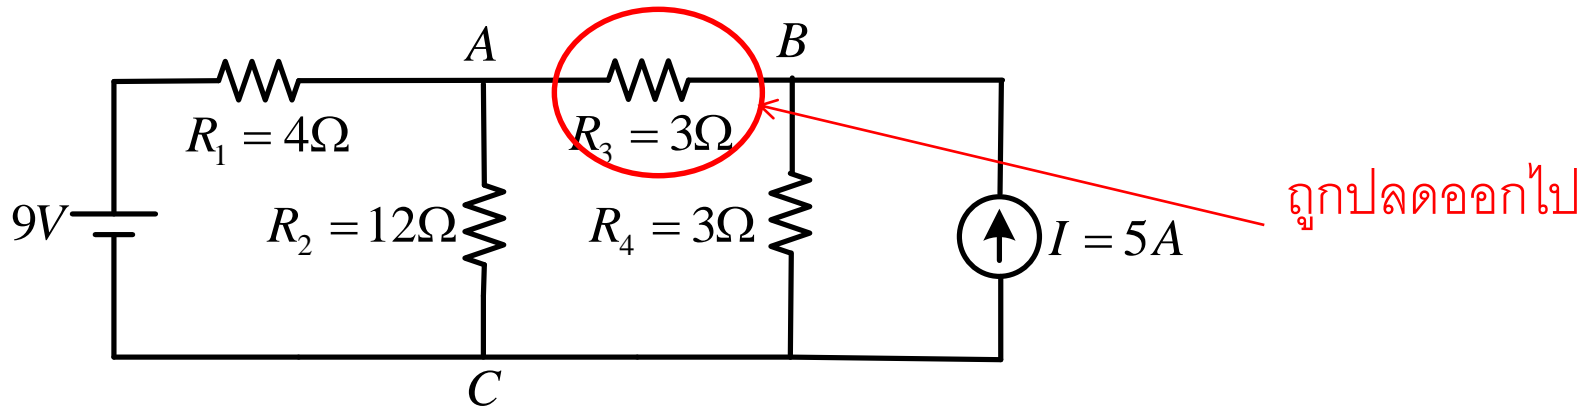 A
B
R₁ = 4Ω
R₃ = 3Ω
9V
R₂ = 12Ω
R₄ = 3Ω
I = 5A
ถูกปลดออกไป
C